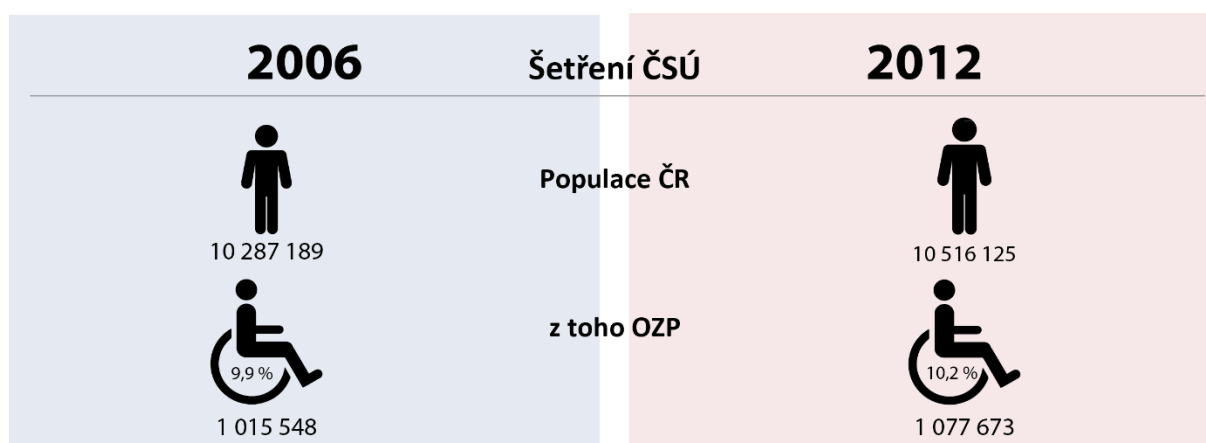 2006 Šetření ČSÚ 2012
Populace ČR
10 287 189 10 516 125
z toho OZP
9,9 % 10,2 %
1 015 548 1 077 673